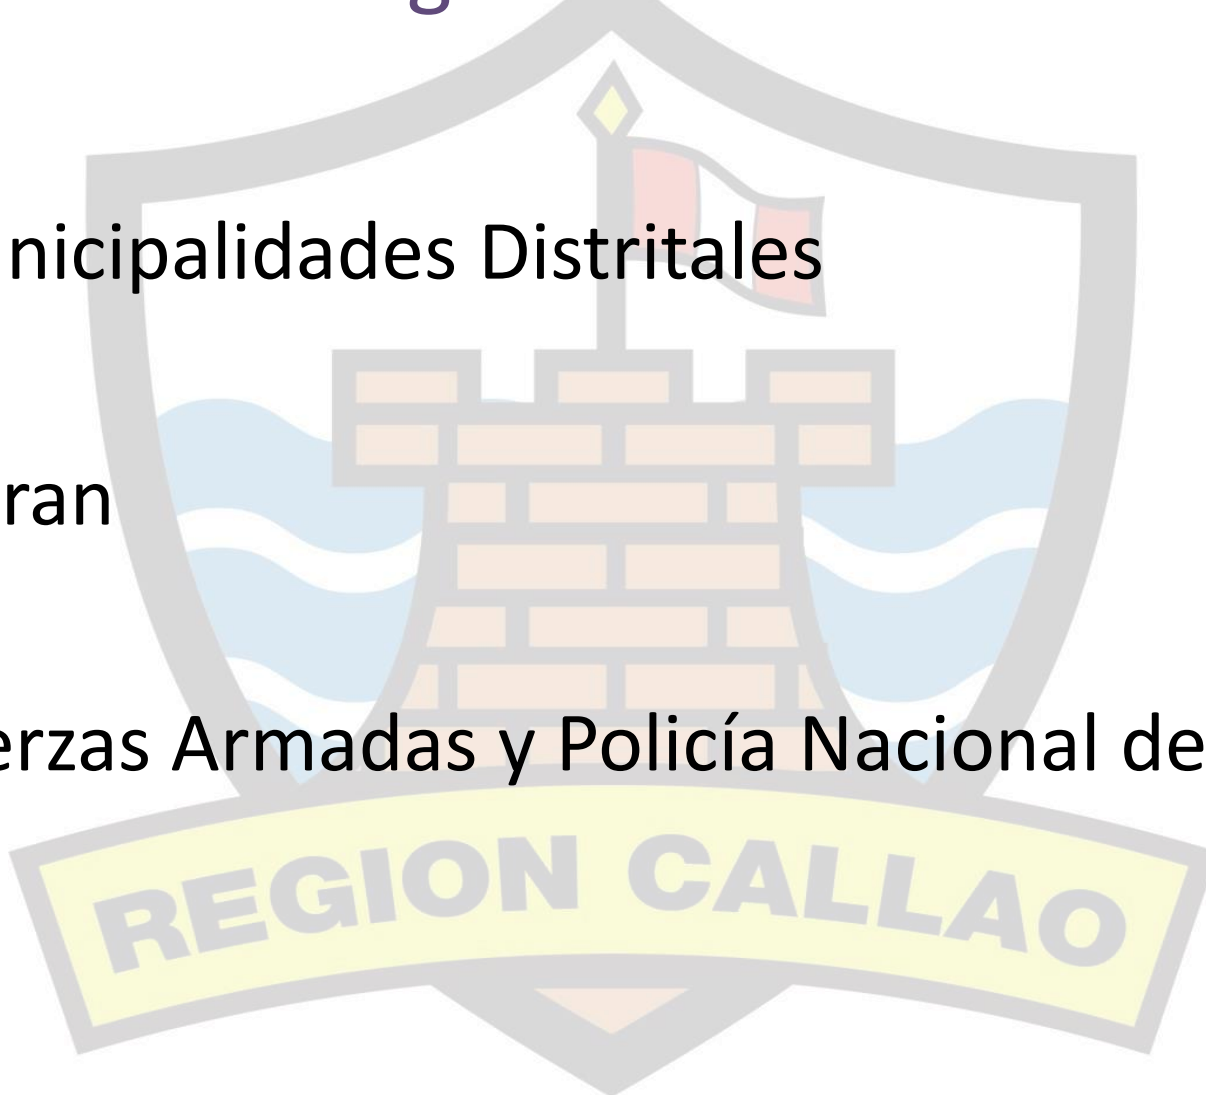 g
nicipalidades Distritales
ran
erzas Armadas y Policía Nacional de
REGION CALLAO